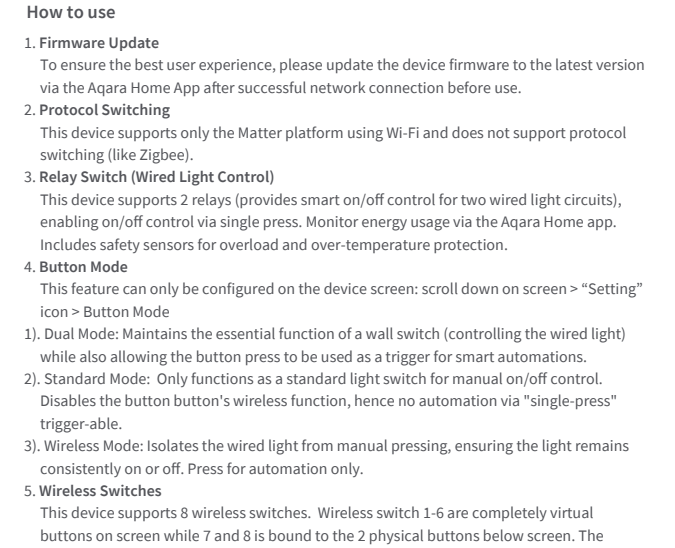 How to use
1. Firmware Update
To ensure the best user experience, please update the device firmware to the latest version
via the Aqara Home App after successful network connection before use.
2. Protocol Switching
This device supports only the Matter platform using Wi-Fi and does not support protocol
switching (like Zigbee).
3. Relay Switch (Wired Light Control)
This device supports 2 relays (provides smart on/off control for two wired light circuits),
enabling on/off control via single press. Monitor energy usage via the Aqara Home app.
Includes safety sensors for overload and over-temperature protection.
4. Button Mode
This feature can only be configured on the device screen: scroll down on screen > “Setting”
icon > Button Mode
1). Dual Mode: Maintains the essential function of a wall switch (controlling the wired light)
while also allowing the button press to be used as a trigger for smart automations.
2). Standard Mode:  Only functions as a standard light switch for manual on/off control.
Disables the button button's wireless function, hence no automation via "single-press"
trigger-able.
3). Wireless Mode: Isolates the wired light from manual pressing, ensuring the light remains
consistently on or off. Press for automation only.
5. Wireless Switches
This device supports 8 wireless switches.  Wireless switch 1-6 are completely virtual
buttons on screen while 7 and 8 is bound to the 2 physical buttons below screen. The